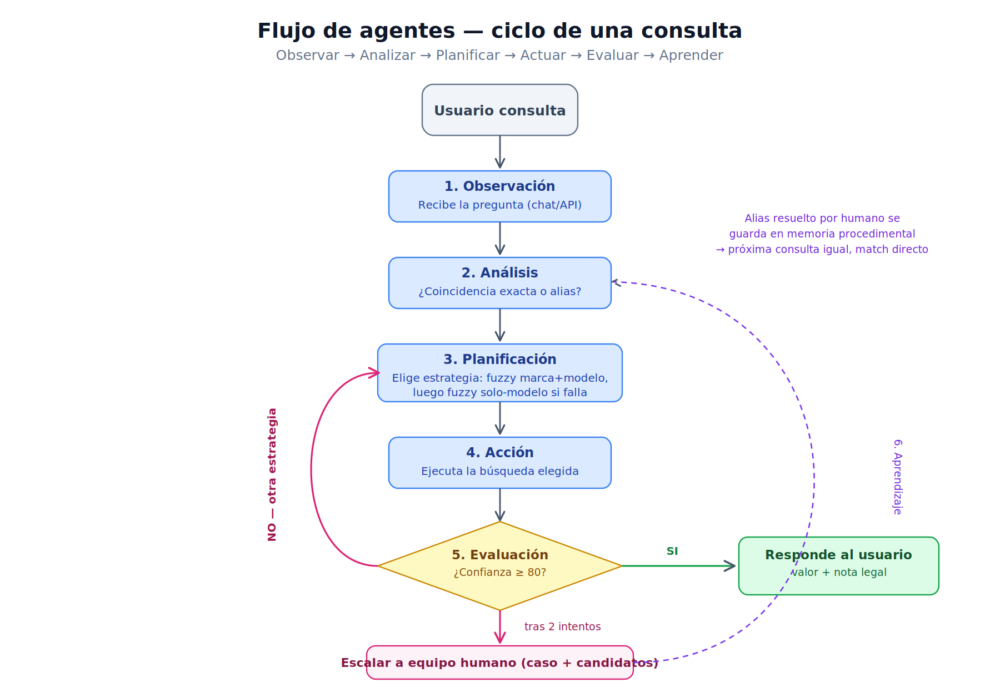 Flujo de agentes — ciclo de una consulta
Observar → Analizar → Planificar → Actuar → Evaluar → Aprender
Usuario consulta
1. Observación
Recibe la pregunta (chat/API)
Alias resuelto por humano se
guarda en memoria procedimental
→ próxima consulta igual, match directo
2. Análisis
¿Coincidencia exacta o alias?
3. Planificación
Elige estrategia: fuzzy marca+modelo,
luego fuzzy solo-modelo si falla
NO — otra estrategia
4. Acción
Ejecuta la búsqueda elegida
6. Aprendizaje
5. Evaluación
¿Confianza ≥ 80?
SI
Responde al usuario
valor + nota legal
tras 2 intentos
Escalar a equipo humano (caso + candidatos)